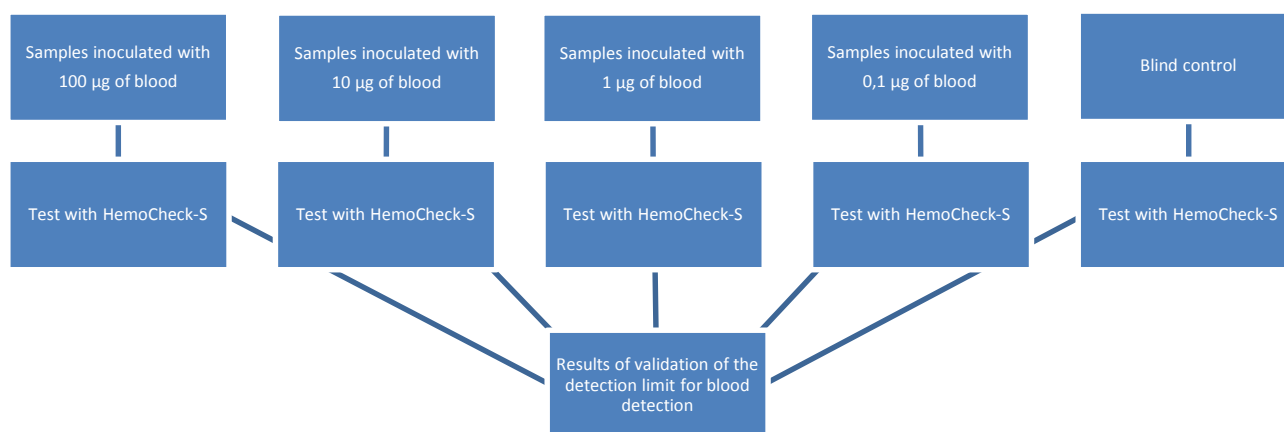 Samples inoculated with
100 µg of blood
Samples inoculated with
10 µg of blood
Samples inoculated with
1 µg of blood
Samples inoculated with
0,1 µg of blood
Blind control
Test with HemoCheck-S
Test with HemoCheck-S
Test with HemoCheck-S
Test with HemoCheck-S
Test with HemoCheck-S
Results of validation of the
detection limit for blood
detection